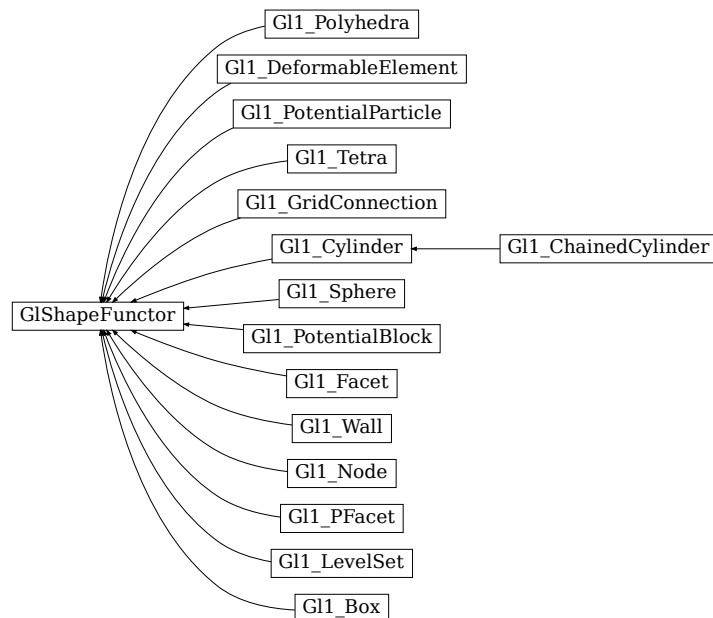 Gl1_Polyhedra
Gl1_DeformableElement
Gl1_PotentialParticle
Gl1_Tetra
Gl1_GridConnection
Gl1_Cylinder
Gl1_ChainedCylinder
Gl1_Sphere
GlShapeFunctor
Gl1_PotentialBlock
Gl1_Facet
Gl1_Wall
Gl1_Node
Gl1_PFacet
Gl1_LevelSet
Gl1_Box